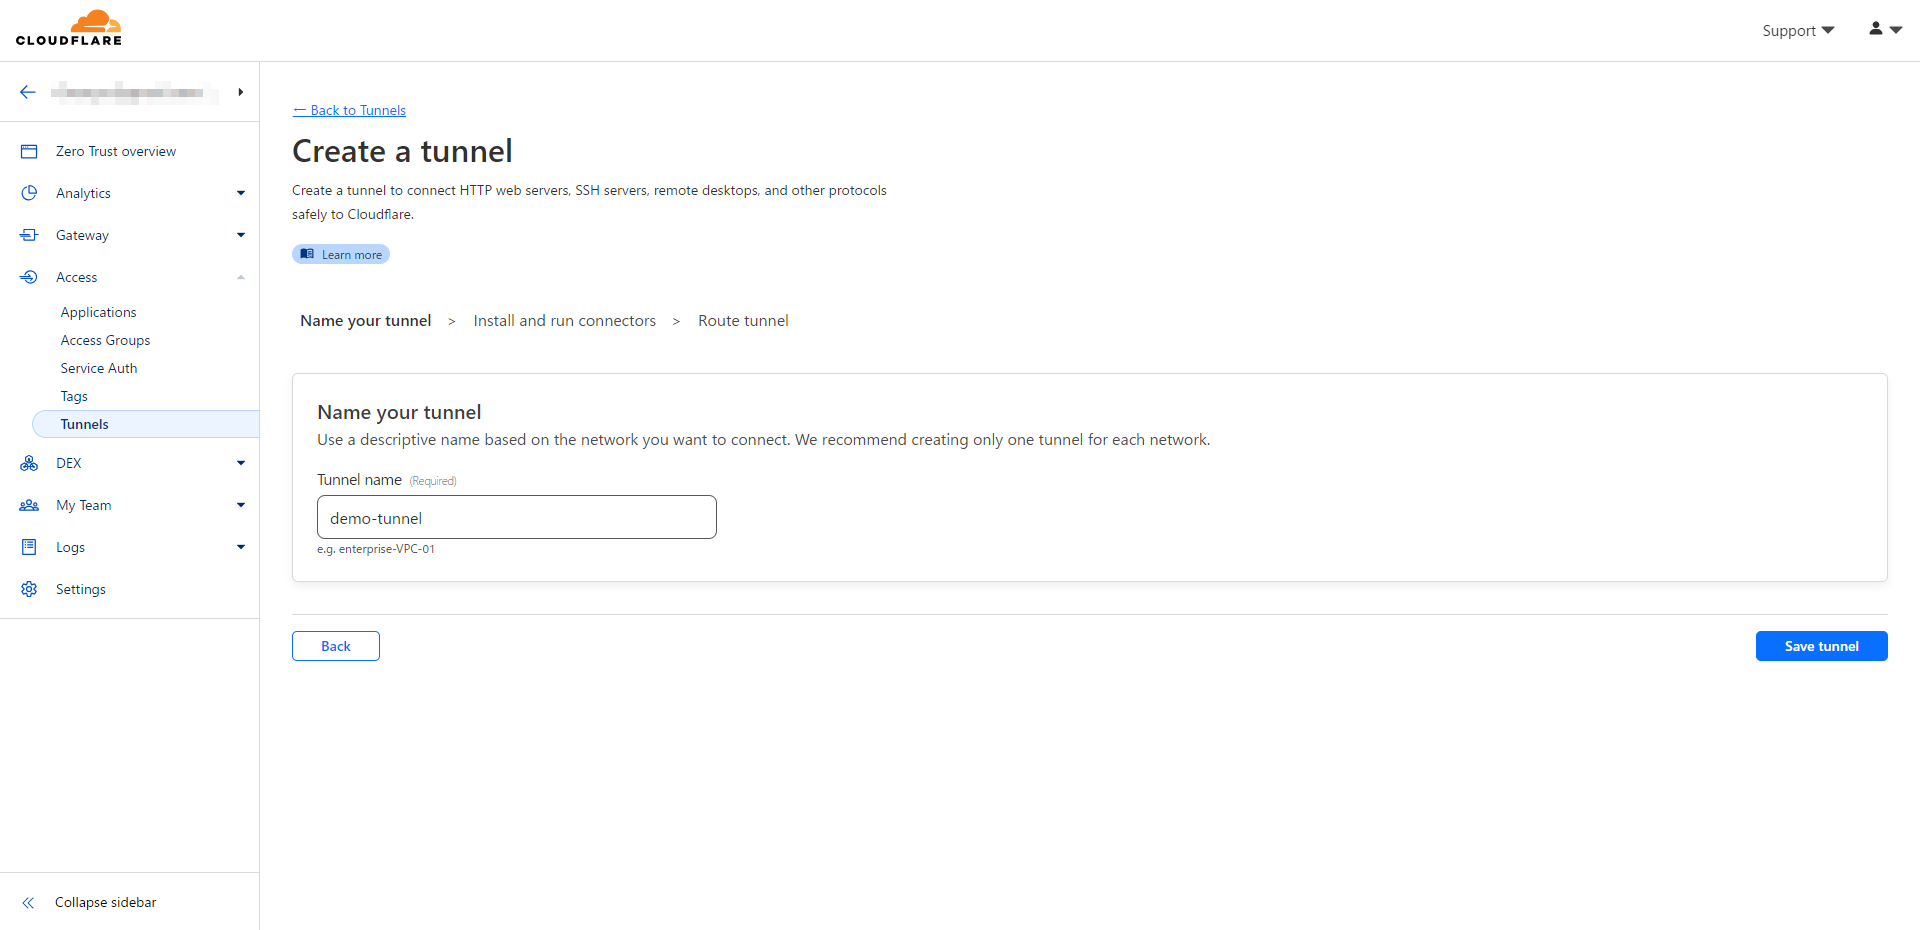 CLOUDFLARE
Support
Zero Trust overview
Analytics
Gateway
Access
Applications
Access Groups
Service Auth
Tags
Tunnels
DEX
My Team
Logs
Settings
Collapse sidebar
← Back to Tunnels
Create a tunnel
Create a tunnel to connect HTTP web servers, SSH servers, remote desktops, and other protocols
safely to Cloudflare.
Learn more
Name your tunnel > Install and run connectors > Route tunnel
Name your tunnel
Use a descriptive name based on the network you want to connect. We recommend creating only one tunnel for each network.
Tunnel name (Required)
demo-tunnel
e.g. enterprise-VPC-01
Back
Save tunnel